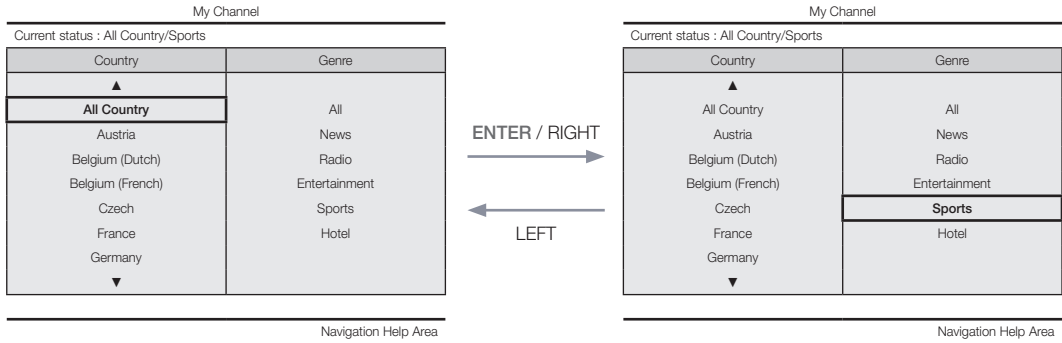 My Channel
Current status : All Country/Sports
Country Genre
▲
All Country All
Austria News
Belgium (Dutch) Radio
Belgium (French) Entertainment
Czech Sports
France Hotel
Germany
▼
Navigation Help Area
ENTER / RIGHT
LEFT
My Channel
Current status : All Country/Sports
Country Genre
▲
All Country All
Austria News
Belgium (Dutch) Radio
Belgium (French) Entertainment
Czech Sports
France Hotel
Germany
▼
Navigation Help Area